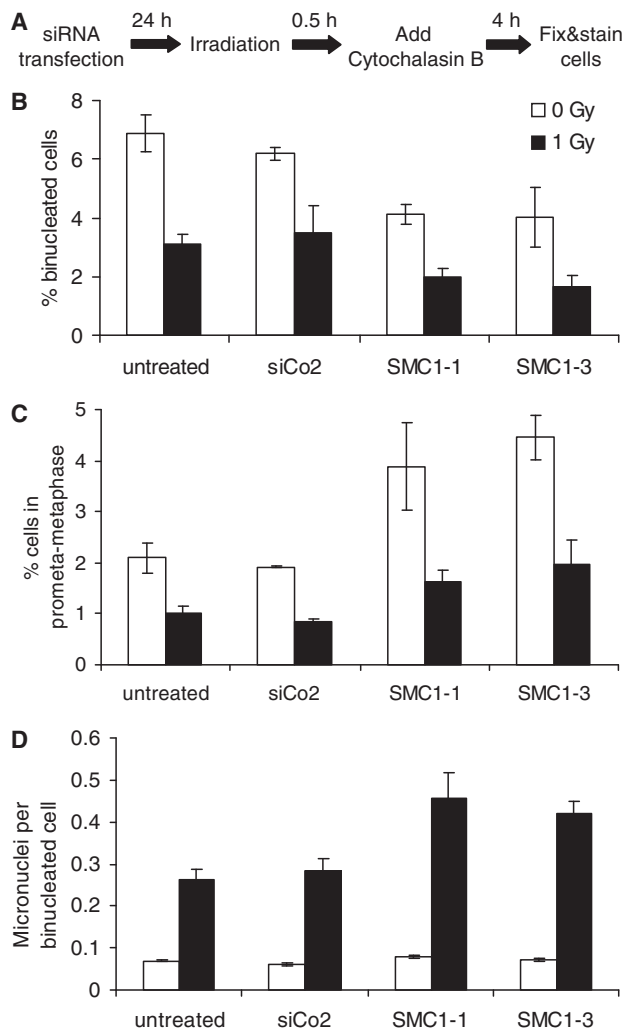 A
siRNA transfection 24 h Irradiation 0.5 h Add Cytochalasin B 4 h Fix&stain cells
B
% binucleated cells
8
6
4
2
0
0 Gy
1 Gy
untreated siCo2 SMC1-1 SMC1-3
C
% cells in
prometa-metaphase
5
4
3
2
1
0
untreated siCo2 SMC1-1 SMC1-3
D
Micronuclei per
binucleated cell
0.6
0.5
0.4
0.3
0.2
0.1
0
untreated siCo2 SMC1-1 SMC1-3